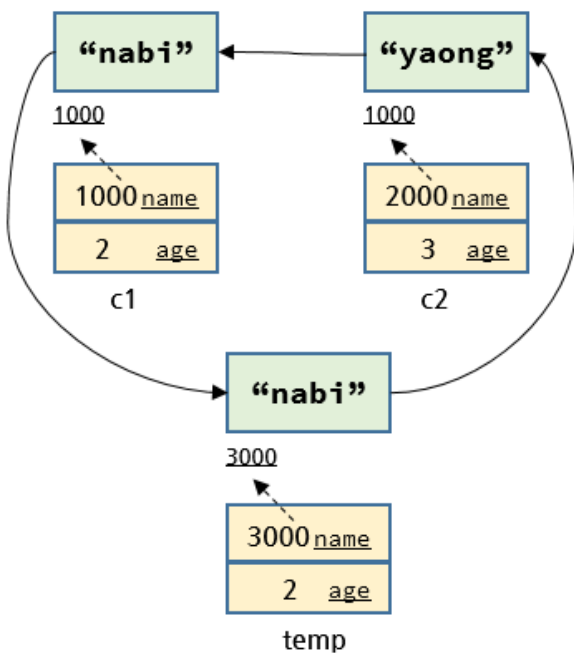 “nabi” “yaong”
1000 1000
1000 name 2000 name
2 age 3 age
c1 c2
“nabi”
3000
3000 name
2 age
temp